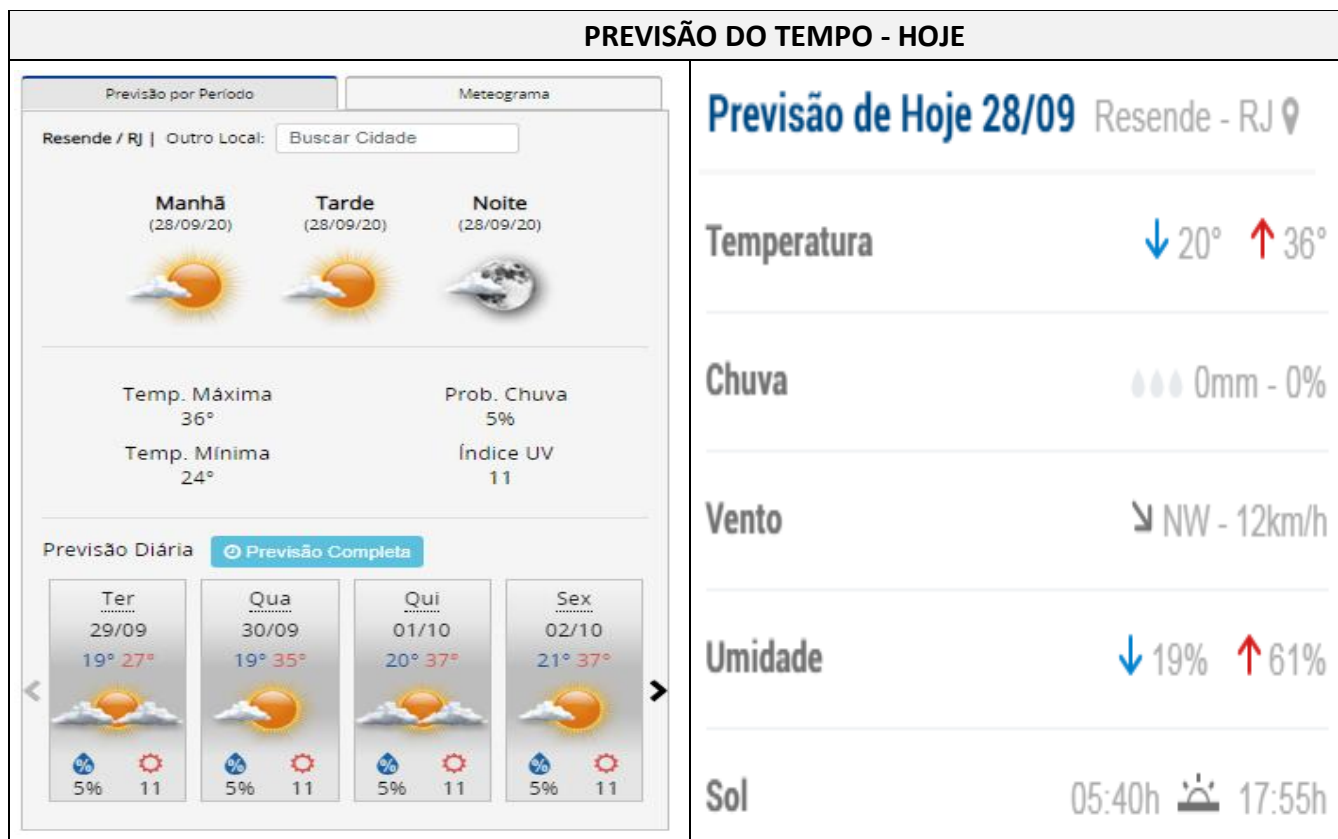 PREVISÃO DO TEMPO - HOJE
Previsão por Período
Meteograma
Resende / RJ | Outro Local: Buscar Cidade
Manhã Tarde Noite
(28/09/20) (28/09/20) (28/09/20)
Temp. Máxima Prob. Chuva
36° 5%
Temp. Mínima Índice UV
24° 11
Previsão Diária Previsão Completa
Ter Qua Qui Sex
29/09 30/09 01/10 02/10
19° 27° 19° 35° 20° 37° 21° 37°
% % % %
5% 11 5% 11 5% 11 5% 11
Previsão de Hoje 28/09 Resende - RJ
Temperatura 20° 36°
Chuva 0mm - 0%
Vento NW - 12km/h
Umidade 19% 61%
Sol 05:40h 17:55h